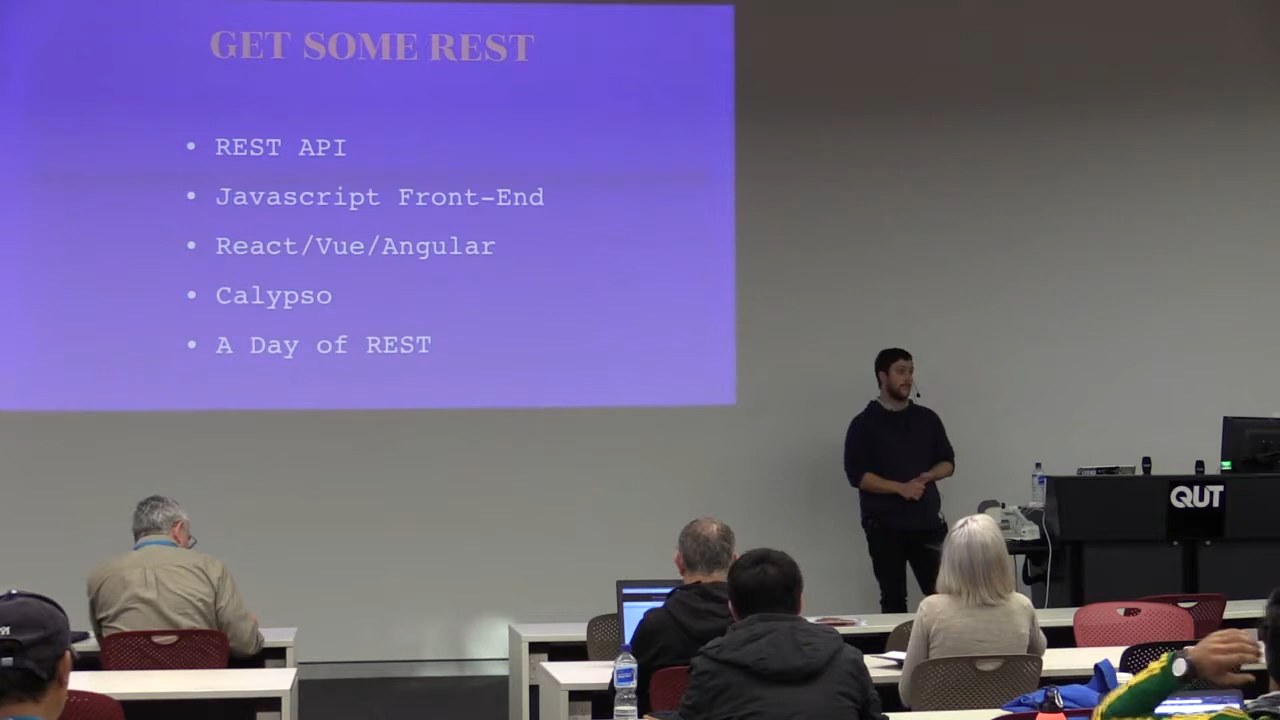 GET SOME REST
• REST API
• Javascript Front-End
• React/Vue/Angular
• Calypso
• A Day of REST
QUT